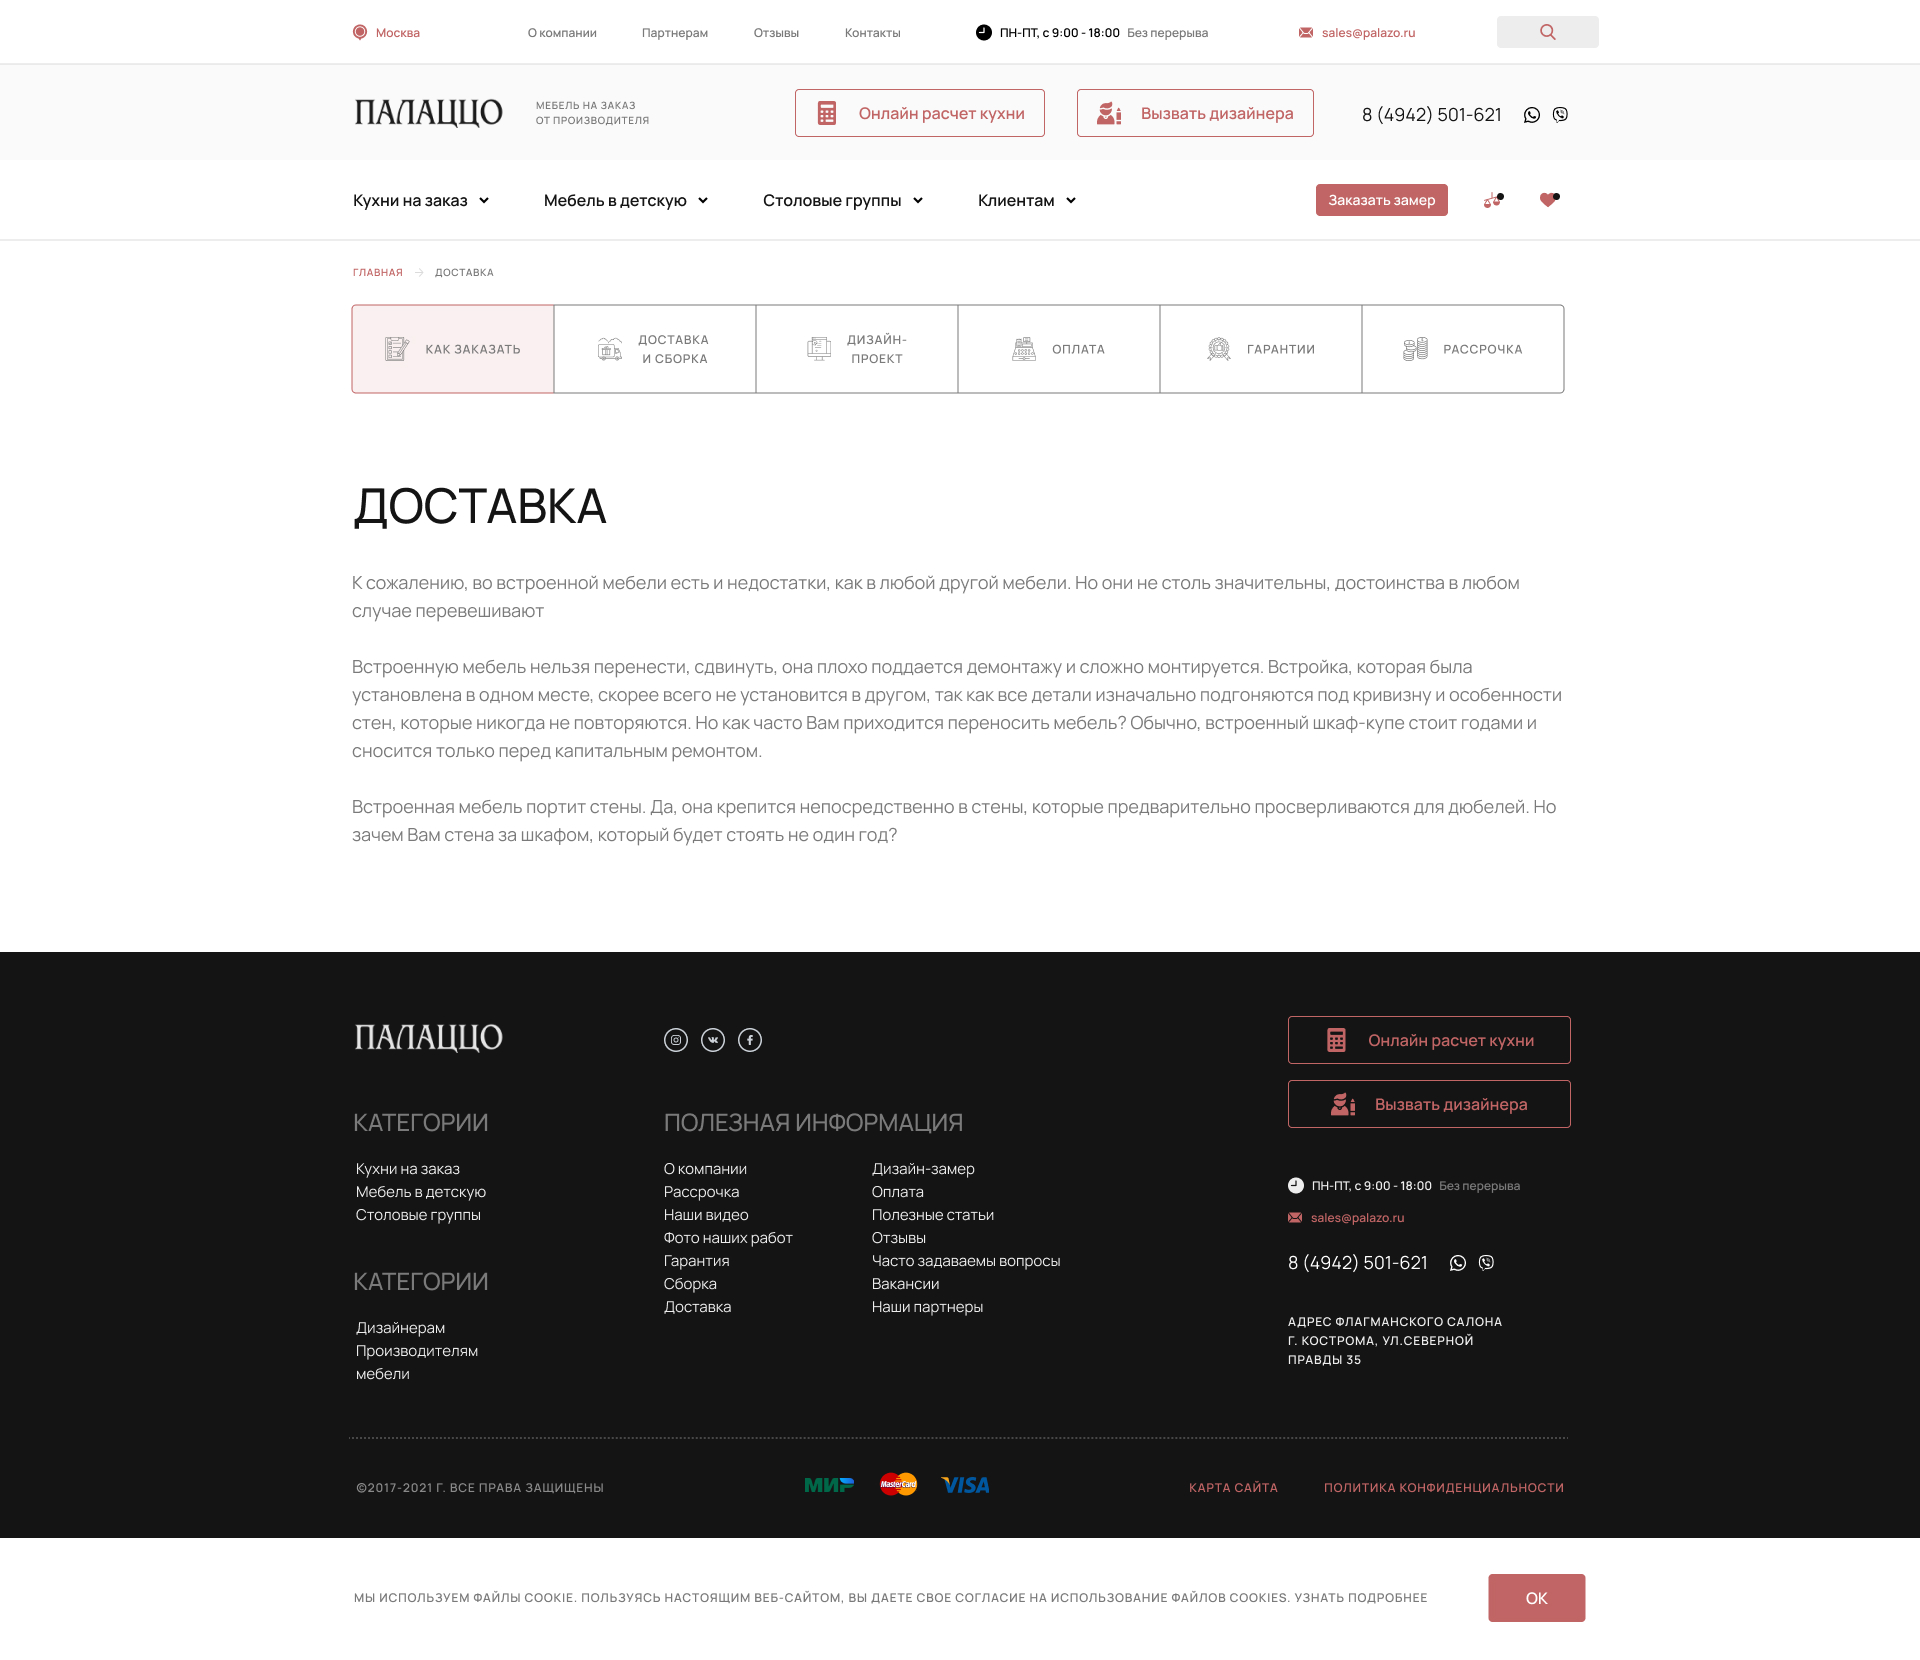 Москва
О компании
Партнерам
Отзывы
Контакты
ПН-ПТ, с 9:00 - 18:00 Без перерыва
sales@palazo.ru
ПАЛАЦЦО
МЕБЕЛЬ НА ЗАКАЗ
ОТ ПРОИЗВОДИТЕЛЯ
Онлайн расчет кухни
Вызвать дизайнера
8 (4942) 501-621
Кухни на заказ
Мебель в детскую
Столовые группы
Клиентам
Заказать замер
ГЛАВНАЯ
ДОСТАВКА
КАК ЗАКАЗАТЬ
ДОСТАВКА
И СБОРКА
ДИЗАЙН-
ПРОЕКТ
ОПЛАТА
ГАРАНТИИ
РАССРОЧКА
ДОСТАВКА
К сожалению, во встроенной мебели есть и недостатки, как в любой другой мебели. Но они не столь значительны, достоинства в любом
случае перевешивают
Встроенную мебель нельзя перенести, сдвинуть, она плохо поддается демонтажу и сложно монтируется. Встройка, которая была
установлена в одном месте, скорее всего не установится в другом, так как все детали изначально подгоняются под кривизну и особенности
стен, которые никогда не повторяются. Но как часто Вам приходится переносить мебель? Обычно, встроенный шкаф-купе стоит годами и
сносится только перед капитальным ремонтом.
Встроенная мебель портит стены. Да, она крепится непосредственно в стены, которые предварительно просверливаются для дюбелей. Но
зачем Вам стена за шкафом, который будет стоять не один год?
ПАЛАЦЦО
КАТЕГОРИИ
Кухни на заказ
Мебель в детскую
Столовые группы
КАТЕГОРИИ
Дизайнерам
Производителям
мебели
ПОЛЕЗНАЯ ИНФОРМАЦИЯ
О компании
Рассрочка
Наши видео
Фото наших работ
Гарантия
Сборка
Доставка
Дизайн-замер
Оплата
Полезные статьи
Отзывы
Часто задаваемы вопросы
Вакансии
Наши партнеры
Онлайн расчет кухни
Вызвать дизайнера
ПН-ПТ, с 9:00 - 18:00 Без перерыва
sales@palazo.ru
8 (4942) 501-621
АДРЕС ФЛАГМАНСКОГО САЛОНА
Г. КОСТРОМА, УЛ.СЕВЕРНОЙ
ПРАВДЫ 35
©2017-2021 Г. ВСЕ ПРАВА ЗАЩИЩЕНЫ
МИР
MasterCard
VISA
КАРТА САЙТА
ПОЛИТИКА КОНФИДЕНЦИАЛЬНОСТИ
МЫ ИСПОЛЬЗУЕМ ФАЙЛЫ COOKIE. ПОЛЬЗУЯСЬ НАСТОЯЩИМ ВЕБ-САЙТОМ, ВЫ ДАЕТЕ СВОЕ СОГЛАСИЕ НА ИСПОЛЬЗОВАНИЕ ФАЙЛОВ COOKIES. УЗНАТЬ ПОДРОБНЕЕ
ОК